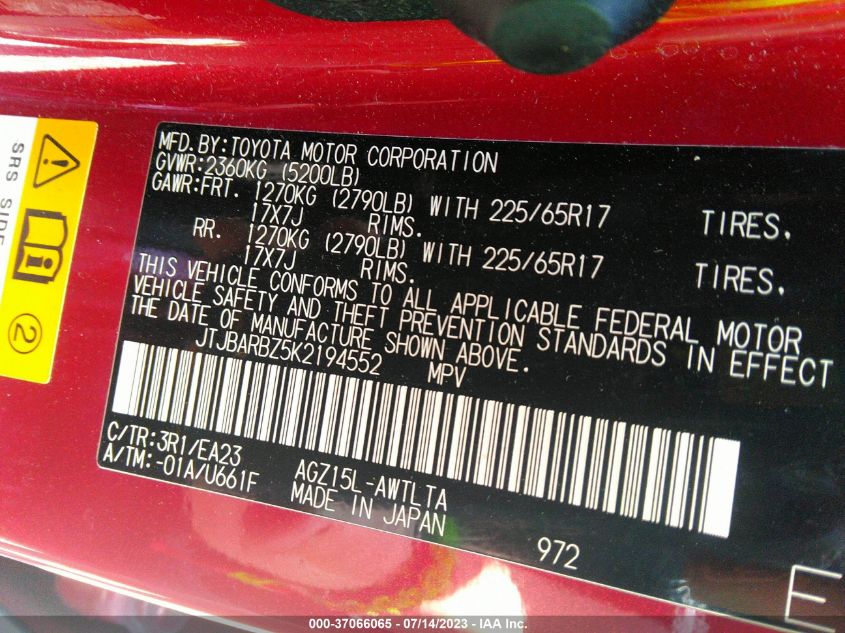 MFD.BY:TOYOTA MOTOR CORPORATION
GVWR:2360KG (5200LB)
GAWR:FRT. 1270KG (2790LB) WITH 225/65R17 TIRES,
17X7J RIMS.
RR. 1270KG (2790LB) WITH 225/65R17 TIRES,
17X7J RIMS.
THIS VEHICLE CONFORMS TO ALL APPLICABLE FEDERAL MOTOR
VEHICLE SAFETY AND THEFT PREVENTION STANDARDS IN EFFECT
THE DATE OF MANUFACTURE SHOWN ABOVE.
JTJBARBZ5K2194552 MPV
C/TR:3R1/EA23
A/TM:-01A/U661F
AGZ15L-AWTLTA
MADE IN JAPAN
972
E
SRS SIDE
2
000-37066065 - 07/14/2023 - IAA Inc.